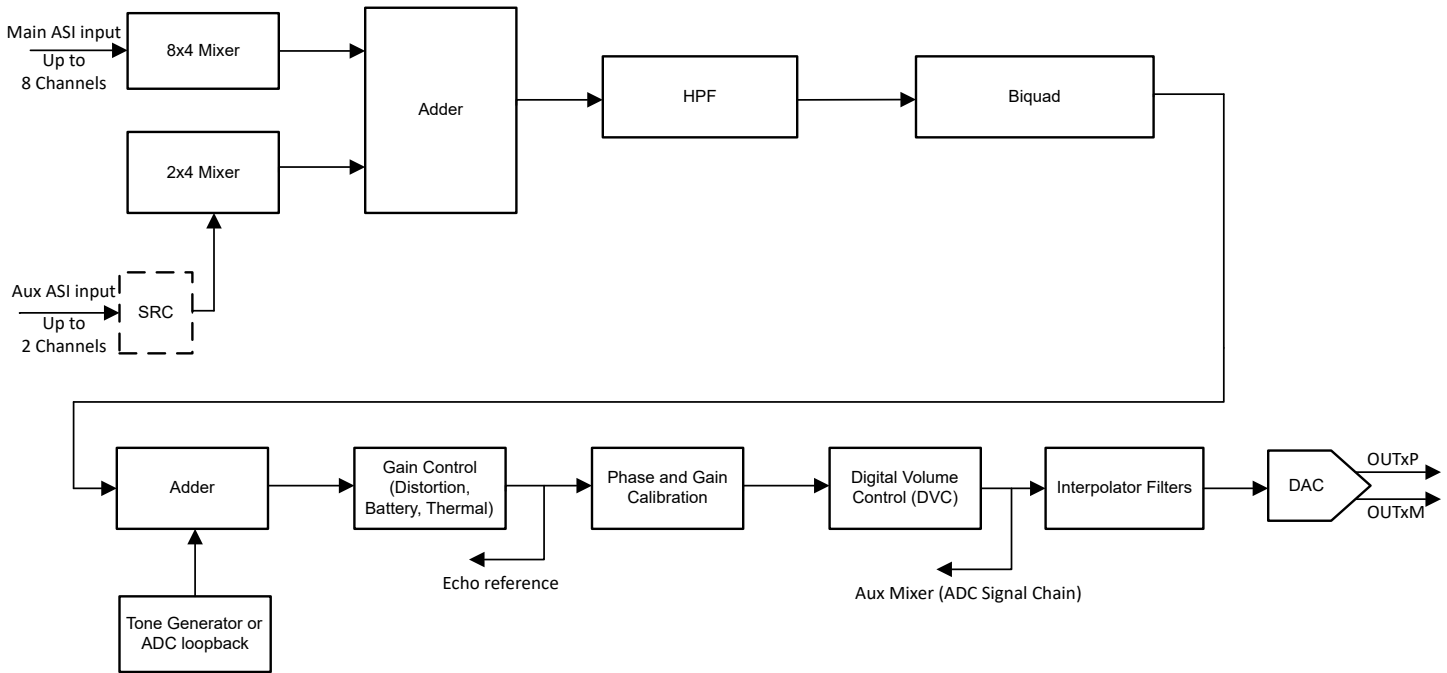 Main ASI input
Up to
8 Channels
8x4 Mixer
Adder
HPF
Biquad
2x4 Mixer
Aux ASI input
Up to
2 Channels
SRC
Adder
Gain Control
(Distortion,
Battery, Thermal)
Phase and Gain
Calibration
Digital Volume
Control (DVC)
Interpolator Filters
DAC
OUTxP
OUTxM
Echo reference
Aux Mixer (ADC Signal Chain)
Tone Generator or
ADC loopback